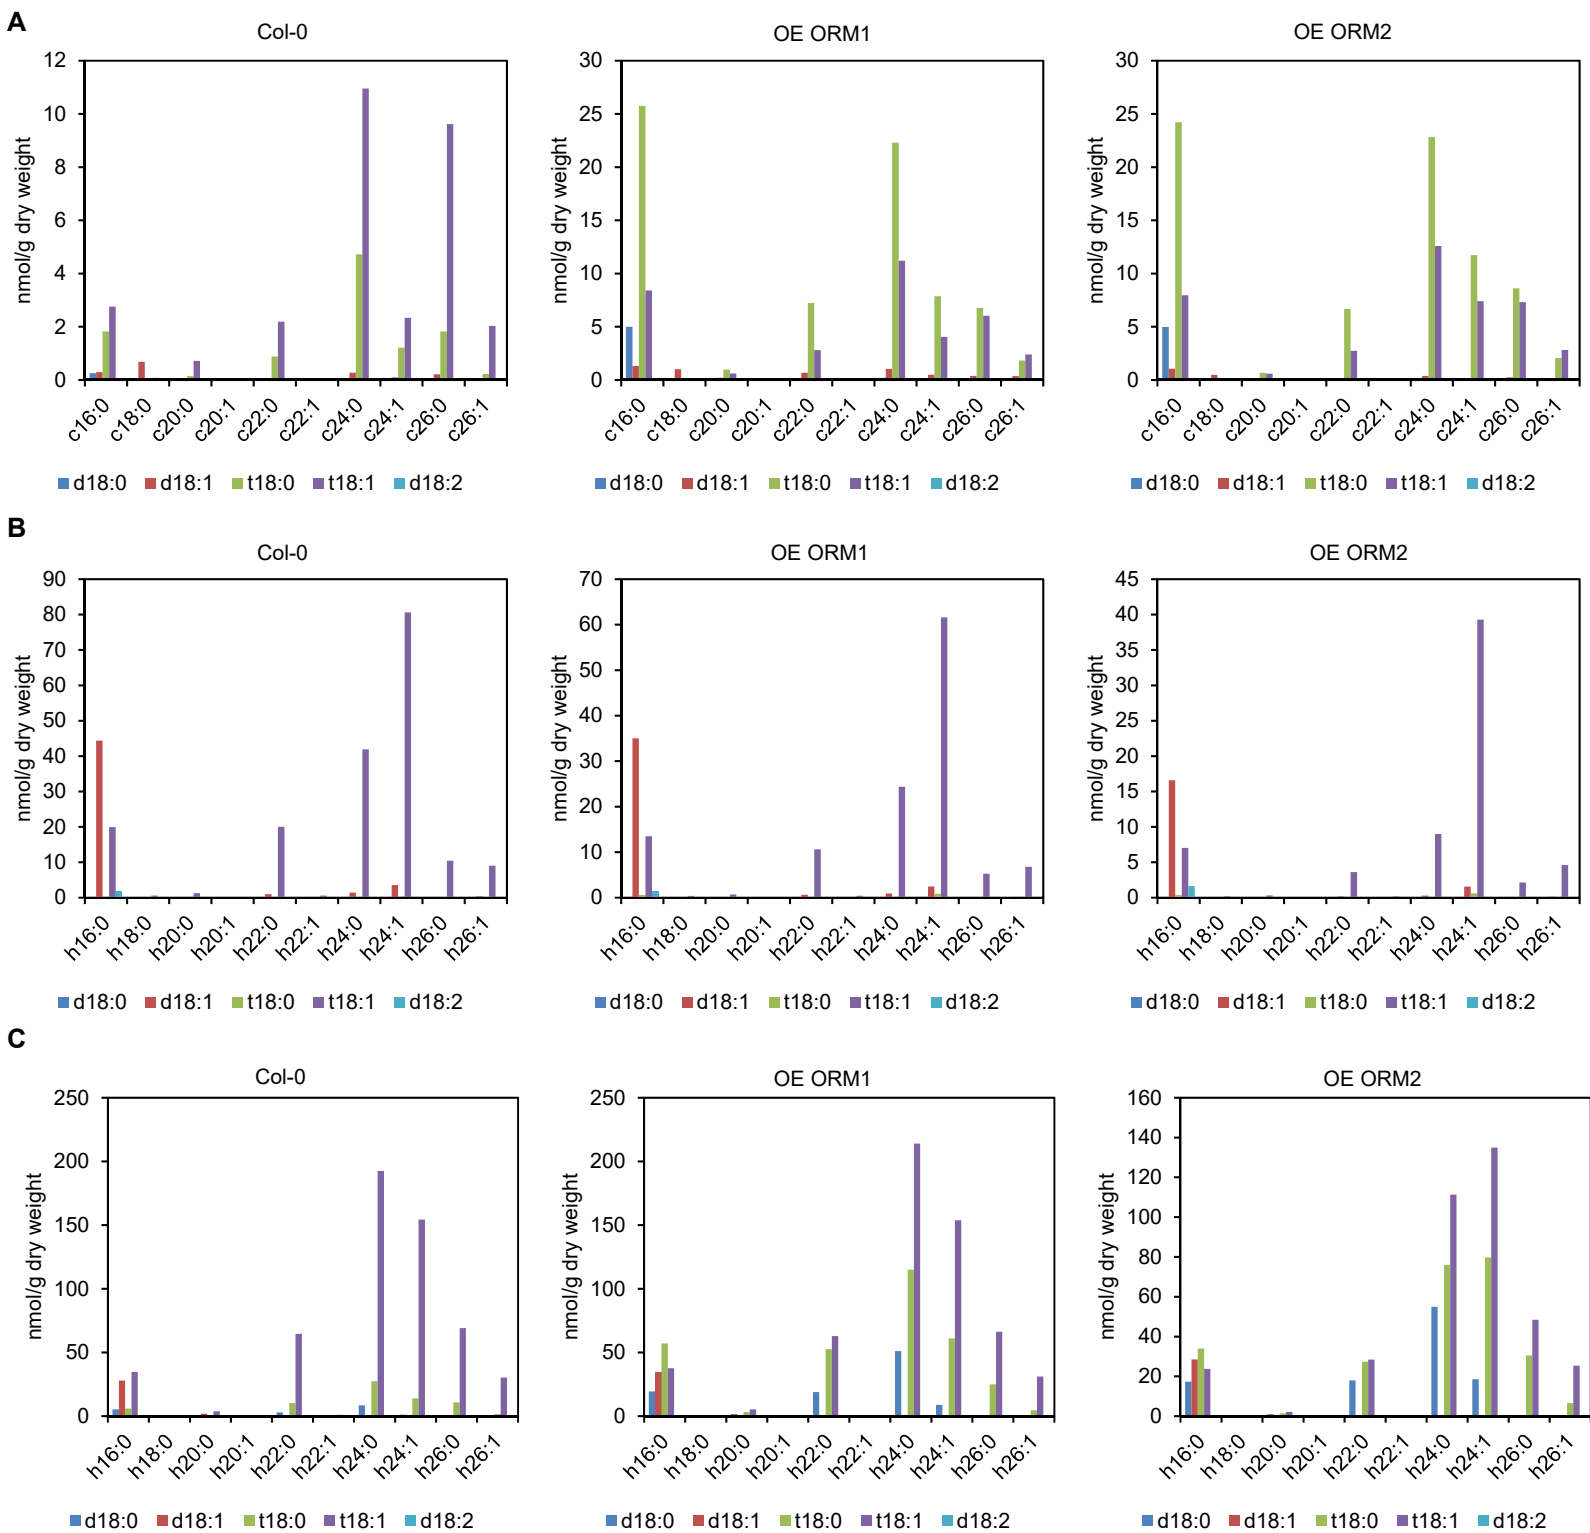 A
Col-0
OE ORM1
OE ORM2
nmol/g dry weight
12
10
8
6
4
2
0
c16:0 c18:0 c20:0 c20:1 c22:0 c22:1 c24:0 c24:1 c26:0 c26:1
d18:0 d18:1 t18:0 t18:1 d18:2
nmol/g dry weight
30
25
20
15
10
5
0
c16:0 c18:0 c20:0 c20:1 c22:0 c22:1 c24:0 c24:1 c26:0 c26:1
d18:0 d18:1 t18:0 t18:1 d18:2
nmol/g dry weight
30
25
20
15
10
5
0
c16:0 c18:0 c20:0 c20:1 c22:0 c22:1 c24:0 c24:1 c26:0 c26:1
d18:0 d18:1 t18:0 t18:1 d18:2
B
Col-0
OE ORM1
OE ORM2
nmol/g dry weight
90
80
70
60
50
40
30
20
10
0
h16:0 h18:0 h20:0 h20:1 h22:0 h22:1 h24:0 h24:1 h26:0 h26:1
d18:0 d18:1 t18:0 t18:1 d18:2
nmol/g dry weight
70
60
50
40
30
20
10
0
h16:0 h18:0 h20:0 h20:1 h22:0 h22:1 h24:0 h24:1 h26:0 h26:1
d18:0 d18:1 t18:0 t18:1 d18:2
nmol/g dry weight
45
40
35
30
25
20
15
10
5
0
h16:0 h18:0 h20:0 h20:1 h22:0 h22:1 h24:0 h24:1 h26:0 h26:1
d18:0 d18:1 t18:0 t18:1 d18:2
C
Col-0
OE ORM1
OE ORM2
nmol/g dry weight
250
200
150
100
50
0
h16:0 h18:0 h20:0 h20:1 h22:0 h22:1 h24:0 h24:1 h26:0 h26:1
d18:0 d18:1 t18:0 t18:1 d18:2
nmol/g dry weight
250
200
150
100
50
0
h16:0 h18:0 h20:0 h20:1 h22:0 h22:1 h24:0 h24:1 h26:0 h26:1
d18:0 d18:1 t18:0 t18:1 d18:2
nmol/g dry weight
160
140
120
100
80
60
40
20
0
h16:0 h18:0 h20:0 h20:1 h22:0 h22:1 h24:0 h24:1 h26:0 h26:1
d18:0 d18:1 t18:0 t18:1 d18:2